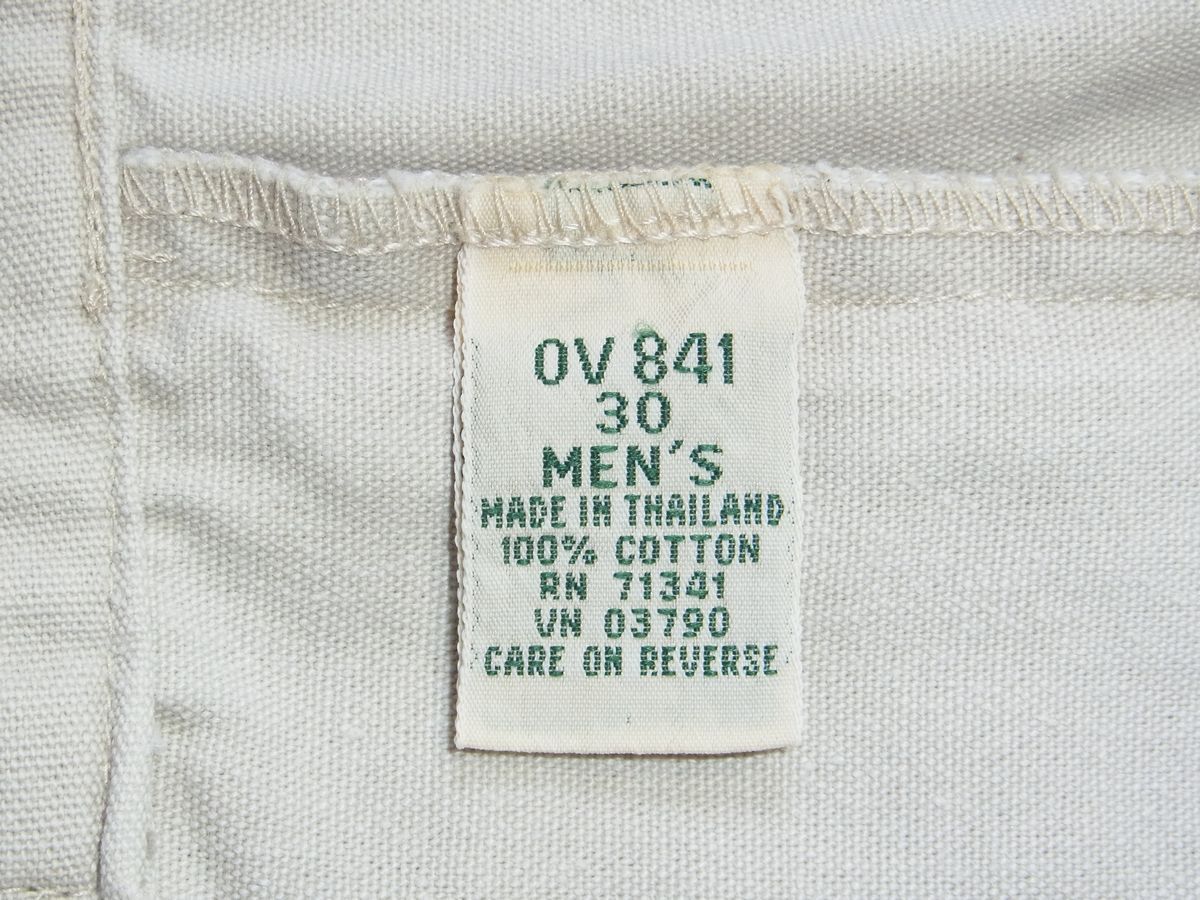 OV 841
30
MEN'S
MADE IN THAILAND
100% COTTON
RN 71341
VN 03790
CARE ON REVERSE